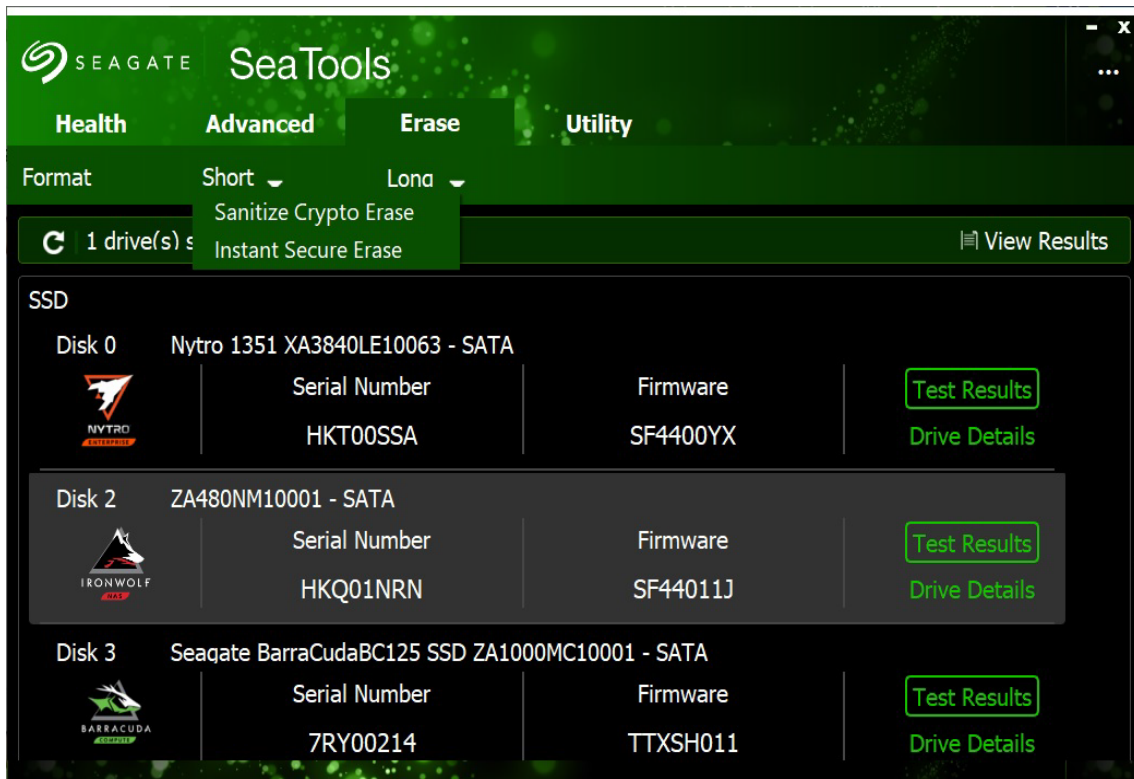 SEAGATE SeaTools
- x
...
Health Advanced Erase Utility
Format Short Long
Sanitize Crypto Erase
Instant Secure Erase
1 drive(s) s
View Results
SSD
Disk 0 Nytro 1351 XA3840LE10063 - SATA
Serial Number Firmware Test Results
NYTRO
ENTERPRISE
HKT00SSA SF4400YX Drive Details
Disk 2 ZA480NM10001 - SATA
Serial Number Firmware Test Results
IRONWOLF
NAS
HKQ01NRN SF44011J Drive Details
Disk 3 Seagate BarraCudaBC125 SSD ZA1000MC10001 - SATA
Serial Number Firmware Test Results
BARRACUDA
COMPUTE
7RY00214 TTXSH011 Drive Details